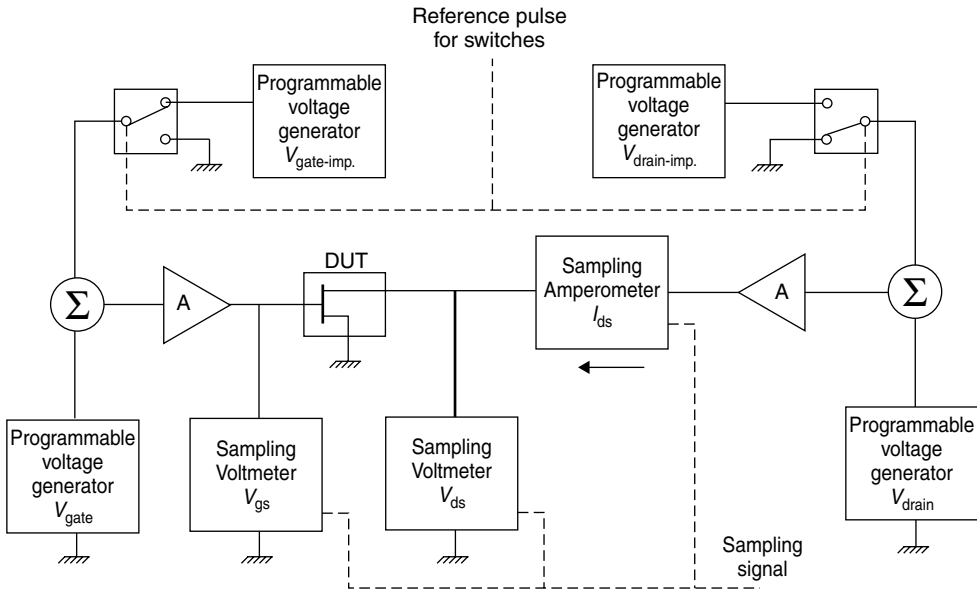 Reference pulse
for switches
Programmable
voltage
generator
Vgate-imp.
Programmable
voltage
generator
Vdrain-imp.
DUT
Σ
A
Sampling
Amperometer
Ids
A
Σ
Programmable
voltage
generator
Vgate
Sampling
Voltmeter
Vgs
Sampling
Voltmeter
Vds
Programmable
voltage
generator
Vdrain
Sampling
signal